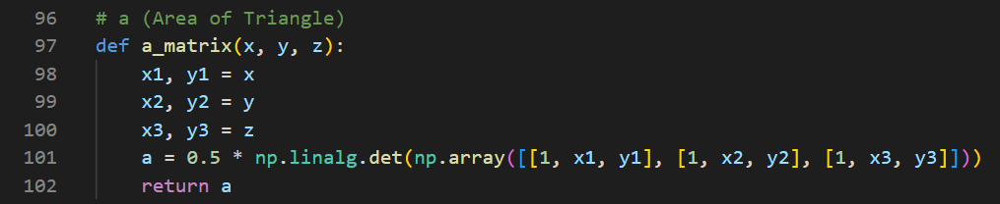 96 # a (Area of Triangle)
97 def a_matrix(x, y, z):
98     x1, y1 = x
99     x2, y2 = y
100     x3, y3 = z
101     a = 0.5 * np.linalg.det(np.array([[1, x1, y1], [1, x2, y2], [1, x3, y3]]))
102     return a